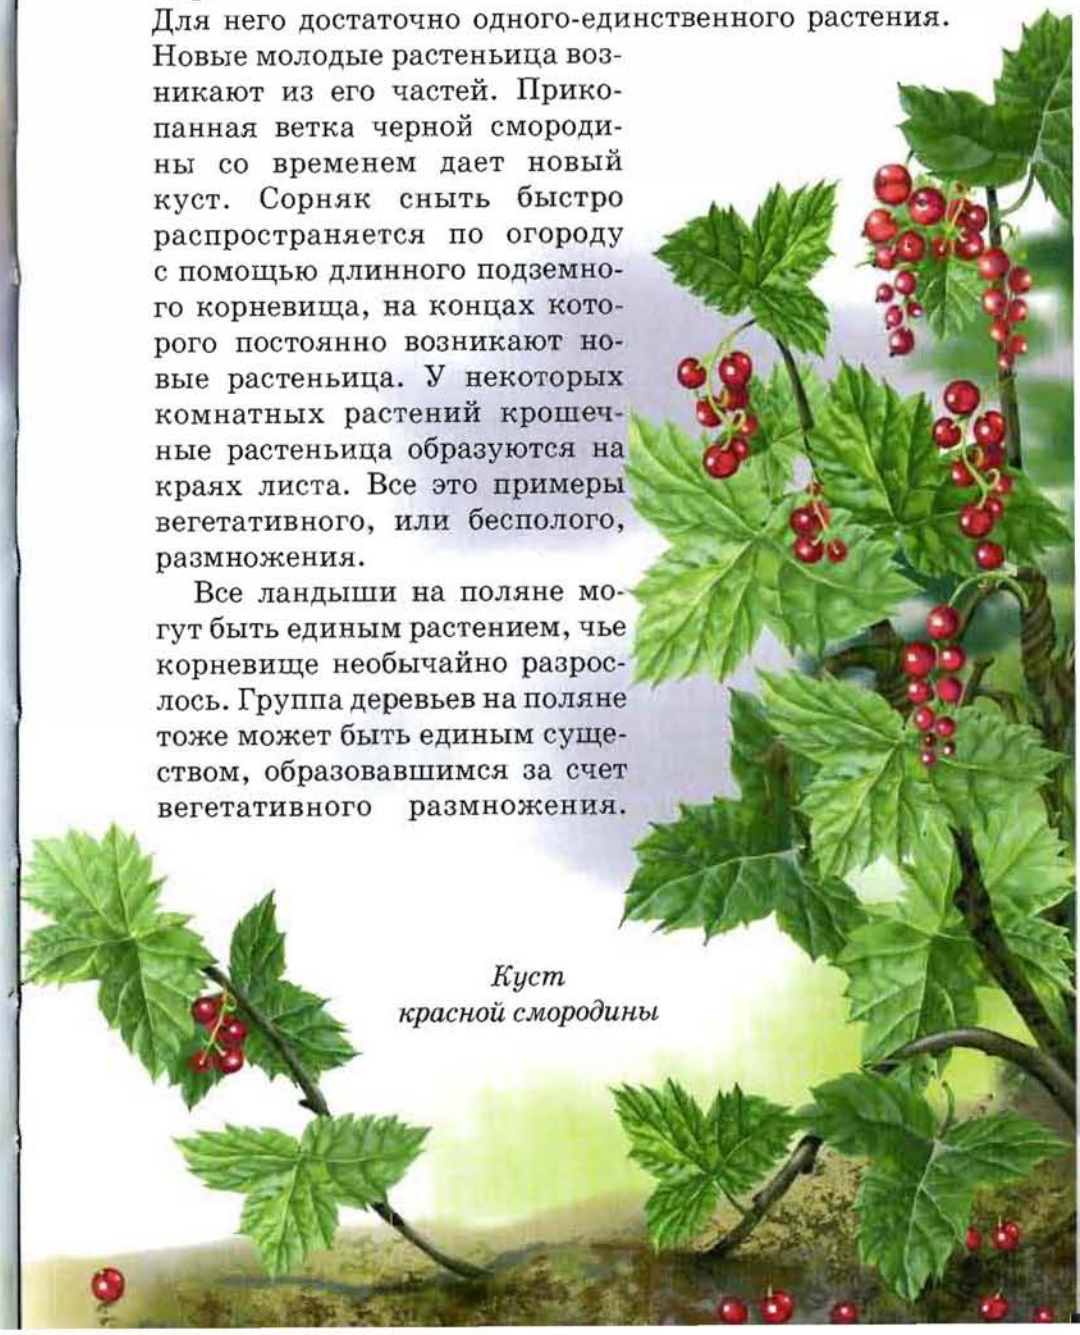 Для него достаточно одного-единственного растения.
Новые молодые растеньица воз-
никают из его частей. Прико-
панная ветка черной смороди-
ны со временем дает новый
куст. Сорняк сныть быстро
распространяется по огороду
с помощью длинного подземно-
го корневища, на концах кото-
рого постоянно возникают но-
вые растеньица. У некоторых
комнатных растений крошеч-
ные растеньица образуются на
краях листа. Все это примеры
вегетативного, или бесполого,
размножения.
Все ландыши на поляне мо-
гут быть единым растением, чье
корневище необычайно разрос-
лось. Группа деревьев на поляне
тоже может быть единым суще-
ством, образовавшимся за счет
вегетативного размножения.
Куст
красной смородины